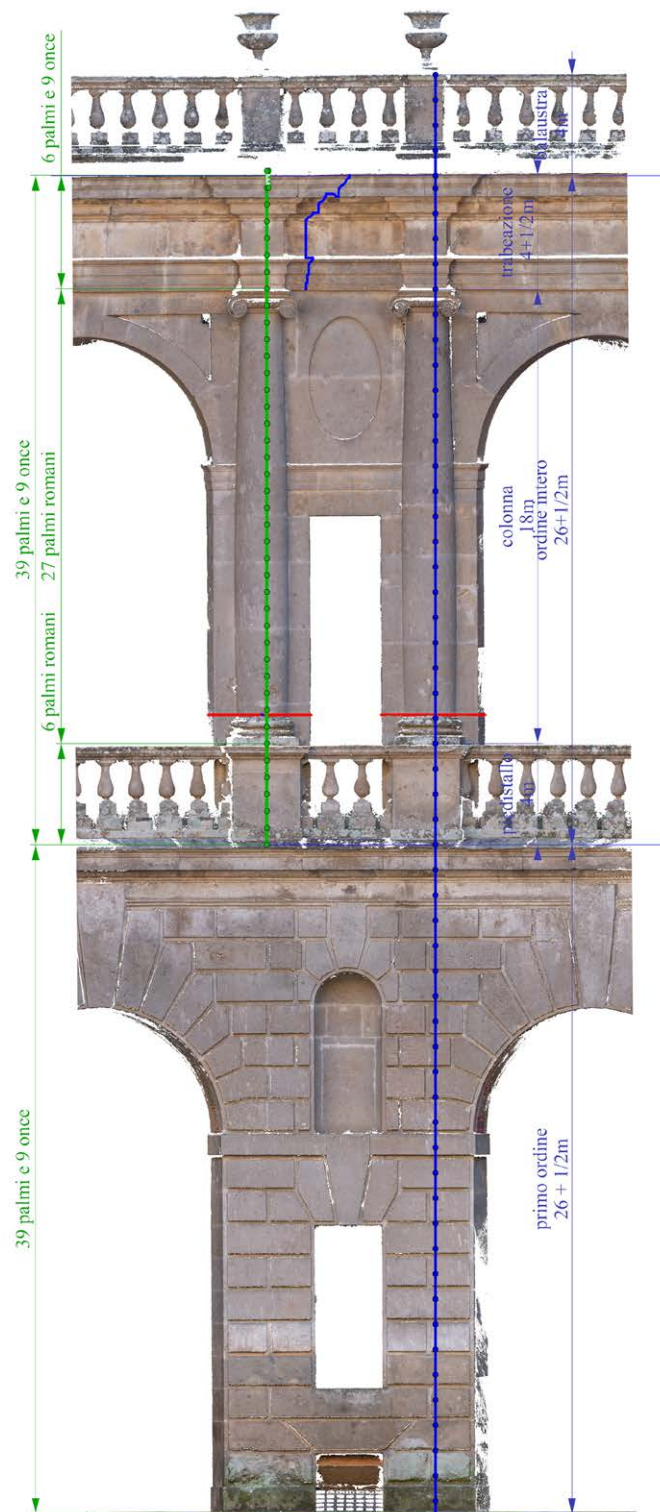 6 palmi e 9 once
39 palmi e 9 once
27 palmi romani
6 palmi romani
39 palmi e 9 once
balaustra
4m
trabeazione
4+1/2m
colonna
18m
ordine intero
26+1/2m
piedistallo
4m
primo ordine
26 + 1/2m